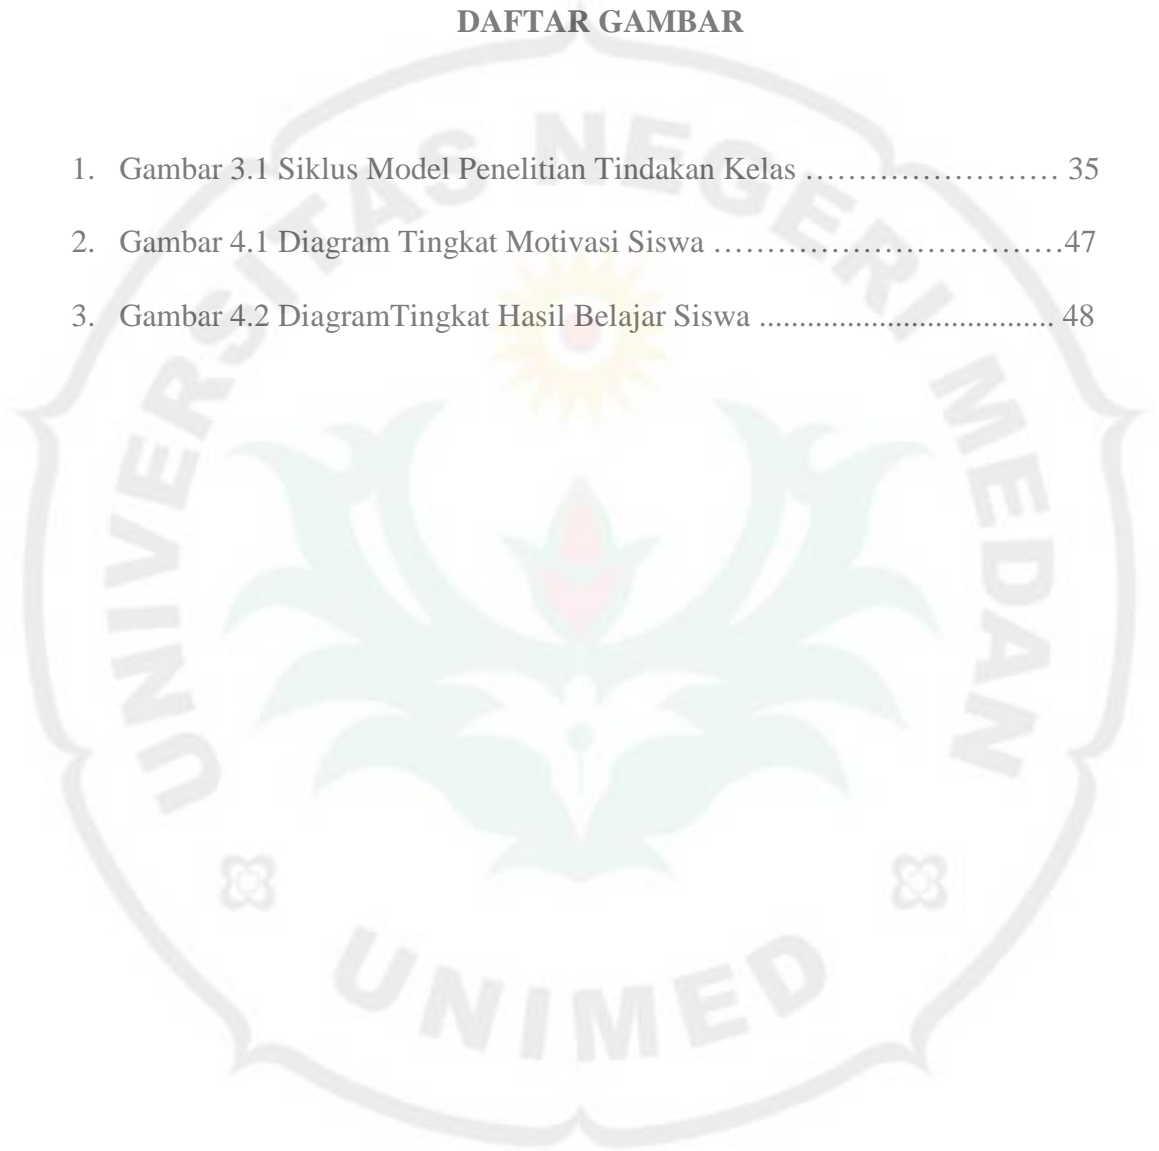 DAFTAR GAMBAR
1. Gambar 3.1 Siklus Model Penelitian Tindakan Kelas …………………… 35
2. Gambar 4.1 Diagram Tingkat Motivasi Siswa ……………………………47
3. Gambar 4.2 DiagramTingkat Hasil Belajar Siswa .................................... 48
UNIVERSITAS NEGERI MEDAN
UNIMED